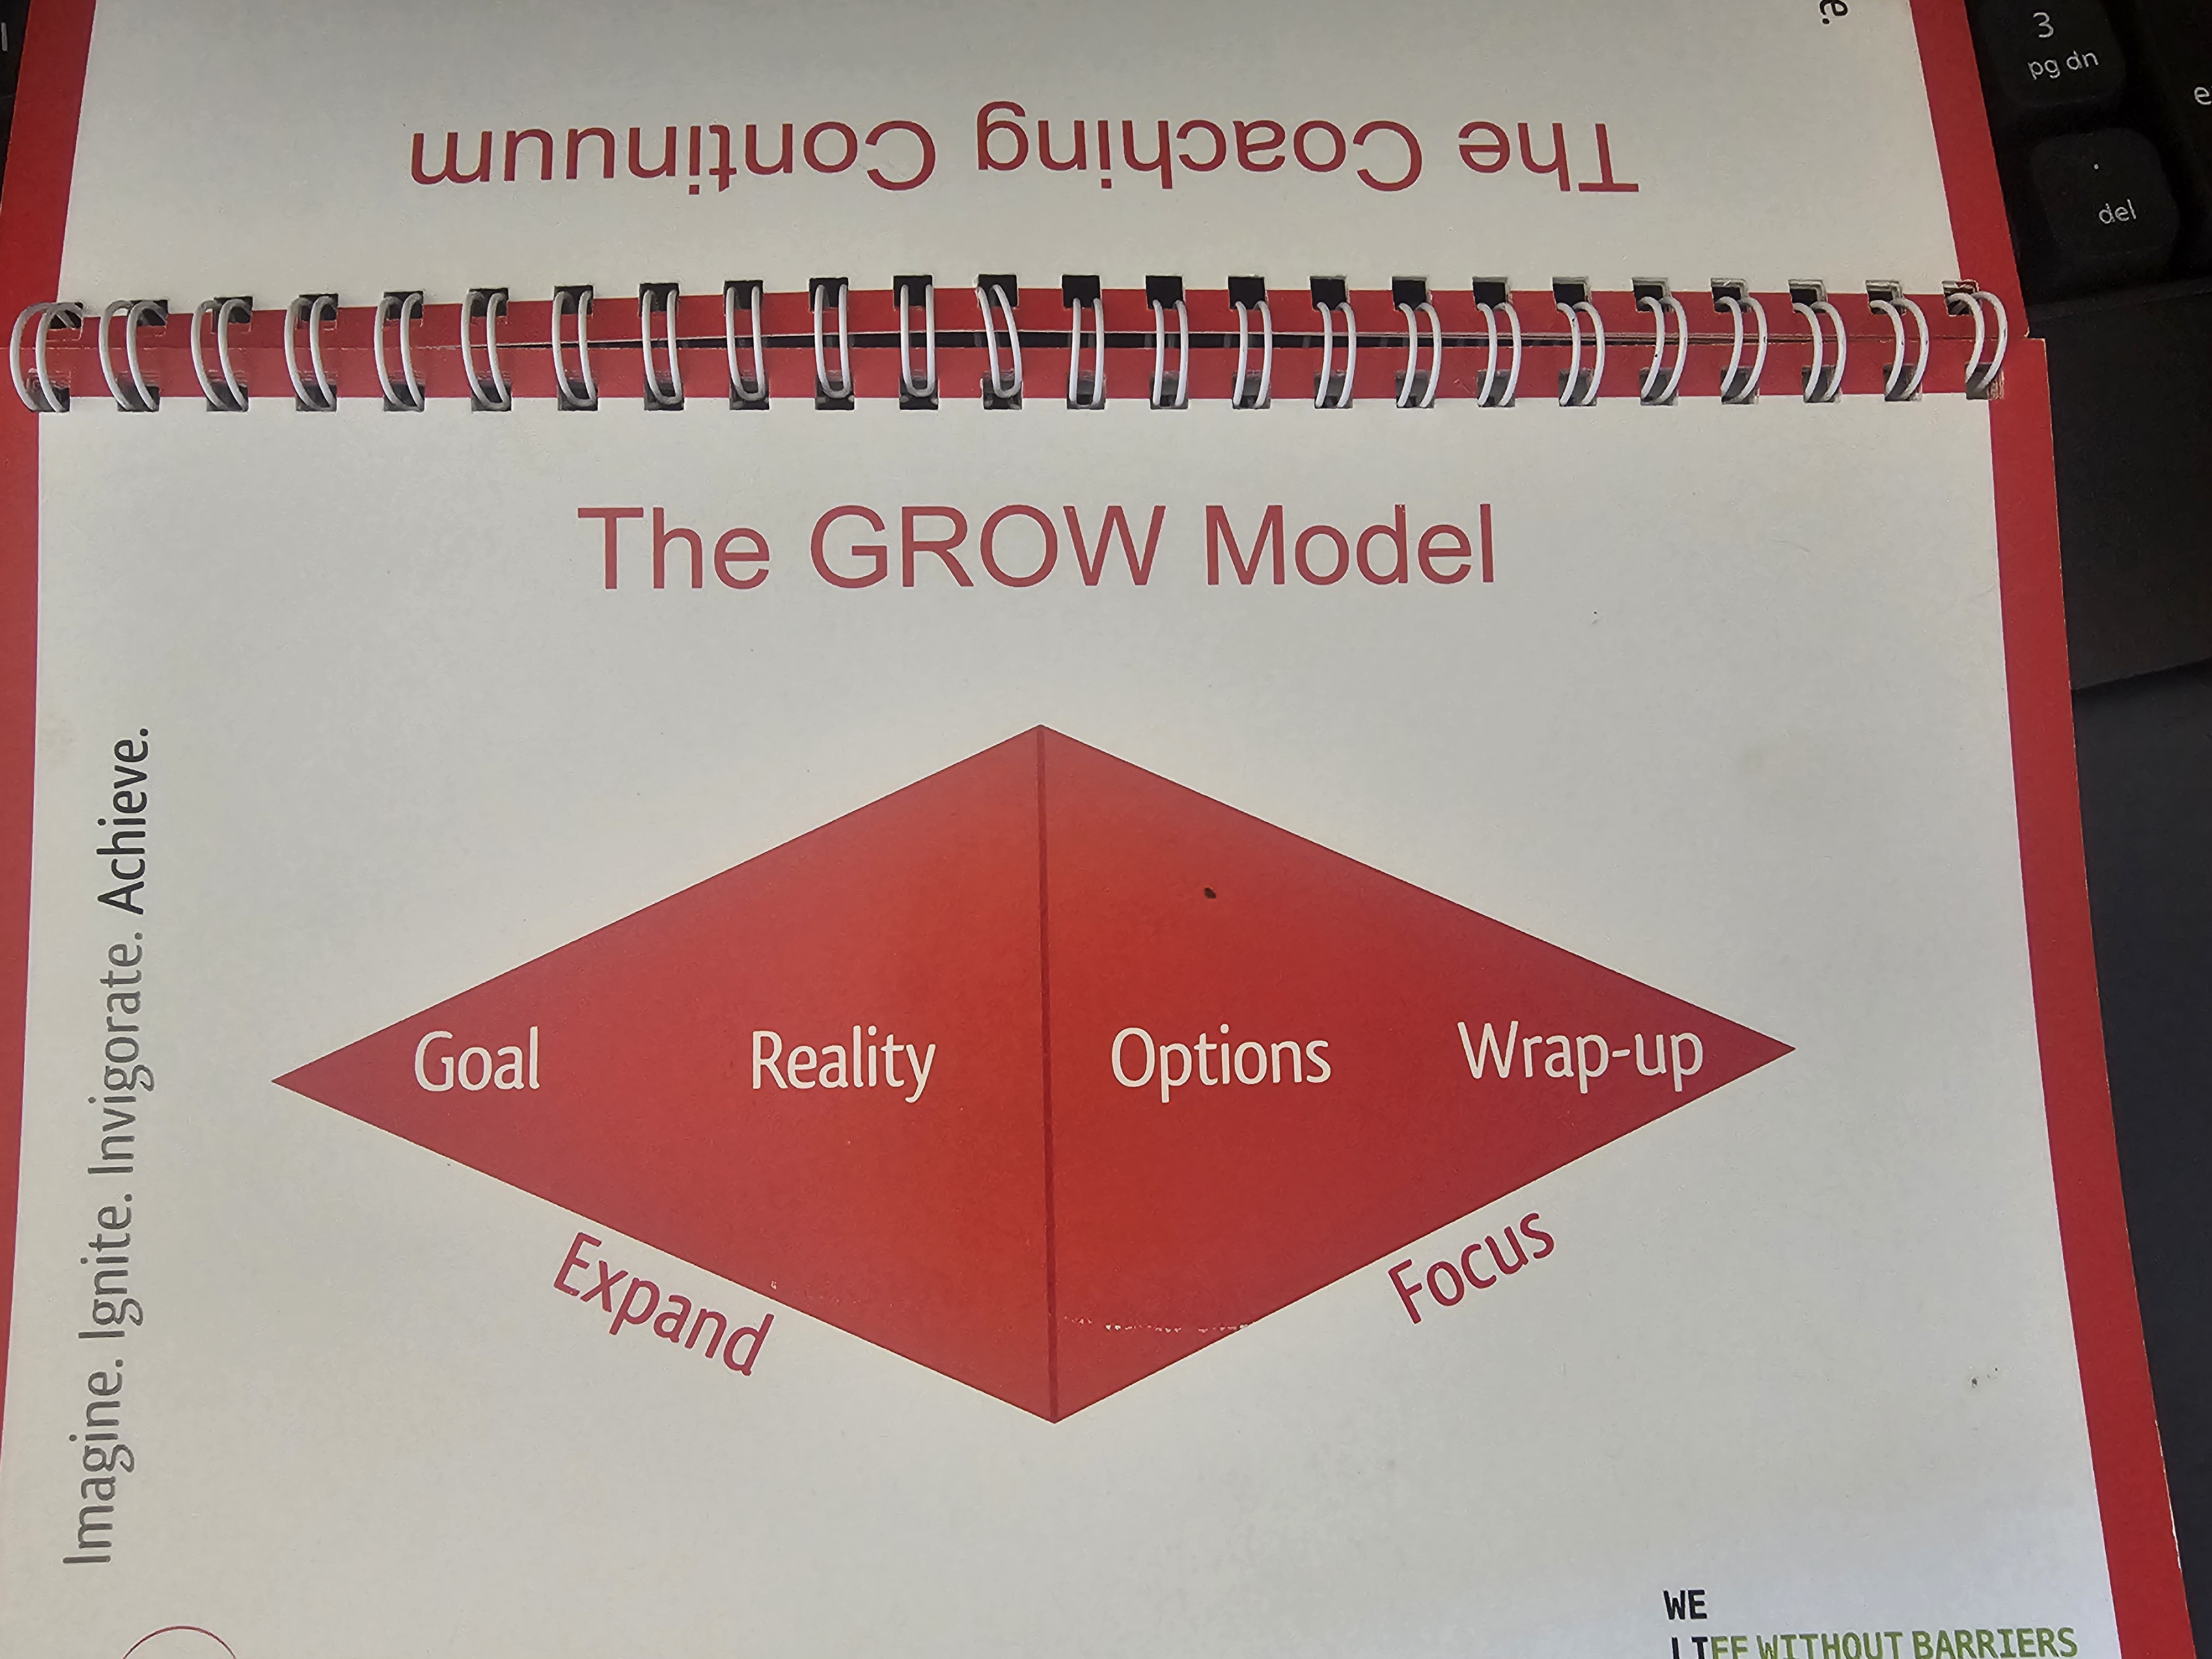 e.
The Coaching Continuum
The GROW Model
Goal
Reality
Options
Wrap-up
Expand
Focus
Imagine. Ignite. Invigorate. Achieve.
WE
LIFE WITHOUT BARRIERS
3
pg dn
.
del
e